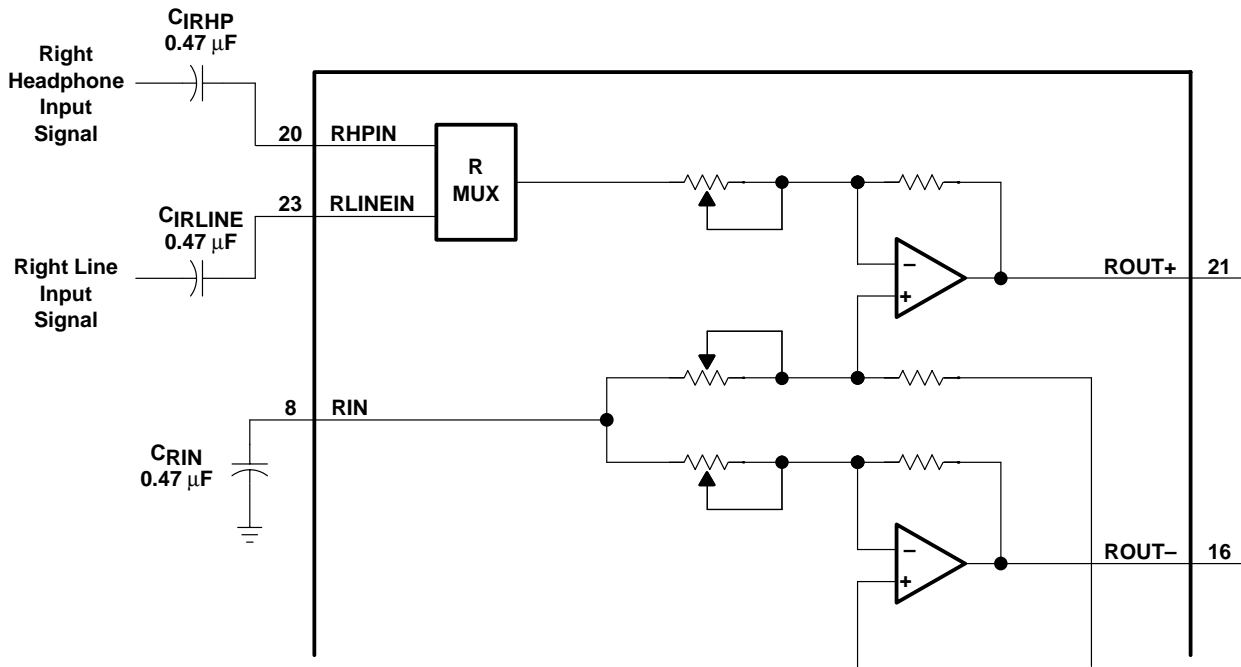 CIRHP
0.47 µF
Right
Headphone
Input
Signal
20
RHPIN
R
MUX
23
RLINEIN
CIRLINE
0.47 µF
Right Line
Input
Signal
–
+
ROUT+
21
8
RIN
CRIN
0.47 µF
–
+
ROUT–
16